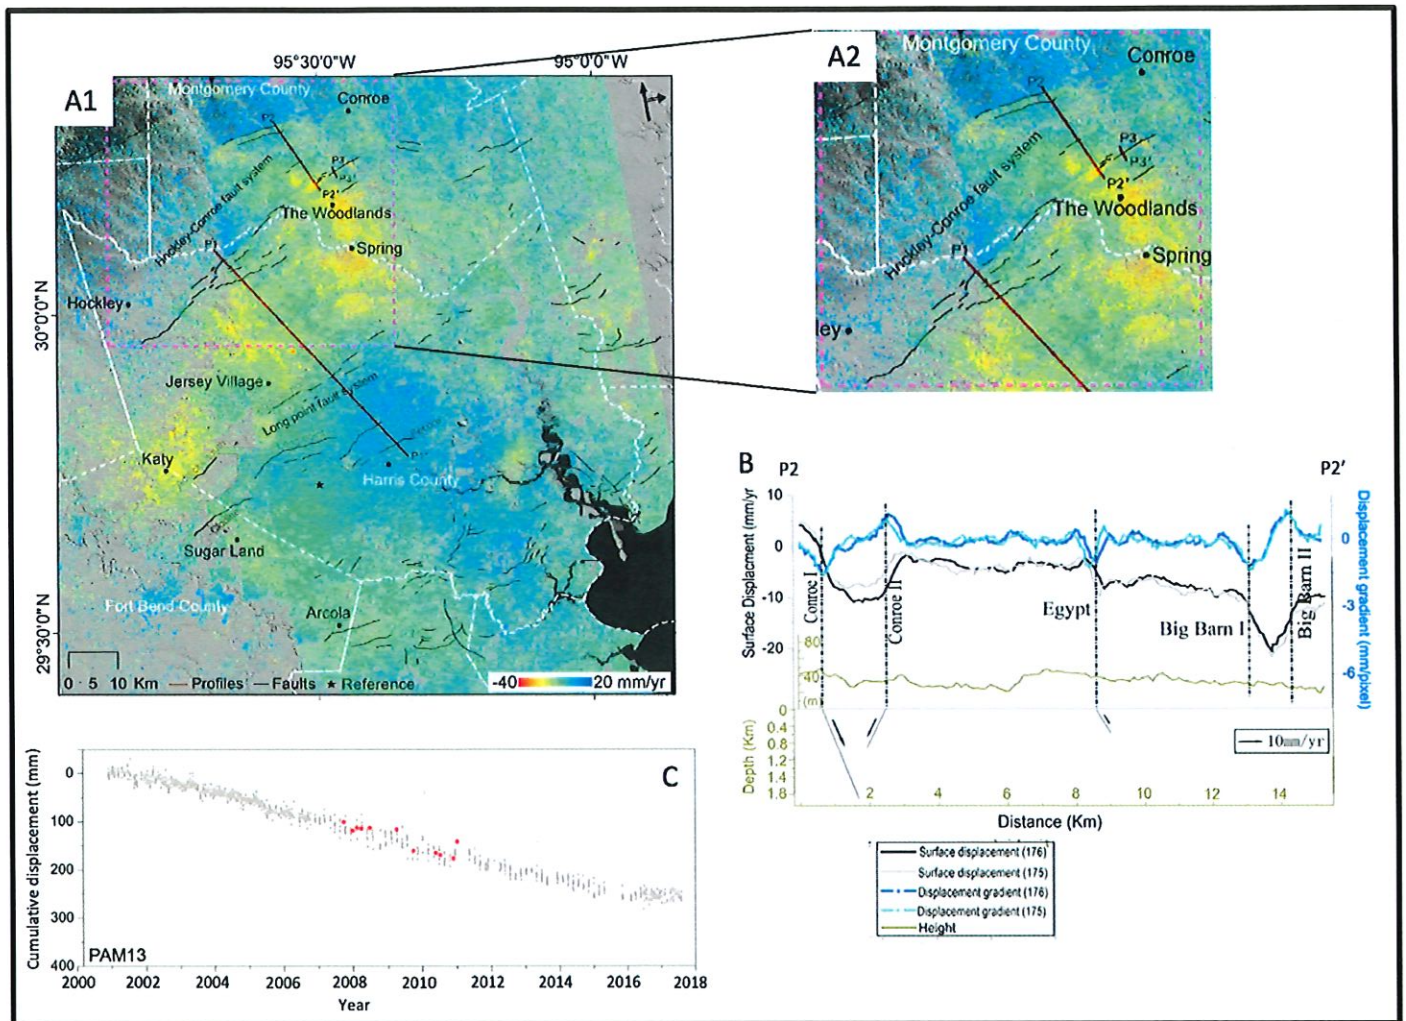 95°30'0"W
95°0'0"W
A1
Montgomery County
Conroe
P2
P3
P3'
P2'
Hockley-Conroe fault system
The Woodlands
P1
Spring
Hockley
30°0'0"N
Jersey Village
Long point fault system
Katy
Harris County
Sugar Land
Fort Bend County
Arcola
29°30'0"N
0 5 10 Km
Profiles
Faults
Reference
-40
20 mm/yr
A2
Montgomery County
Conroe
P2
P3
P3'
P2'
Hockley-Conroe fault system
The Woodlands
P1
Spring
ley
B
P2
P2'
Surface Displacment (mm/yr)
10
0
-10
-20
Displacement gradient (mm/pixel)
0
-3
-6
Conroe I
Conroe II
Egypt
Big Barn I
Big Barn II
80
40
(m)
Depth (Km)
0
0.4
0.8
1.2
1.4
1.8
10mm/yr
2 4 6 8 10 12 14
Distance (Km)
Surface displacement (176)
Surface displacement (175)
Displacement gradient (176)
Displacement gradient (175)
Height
C
Cumulative displacement (mm)
0
100
200
300
400
PAM13
2000 2002 2004 2006 2008 2010 2012 2014 2016 2018
Year